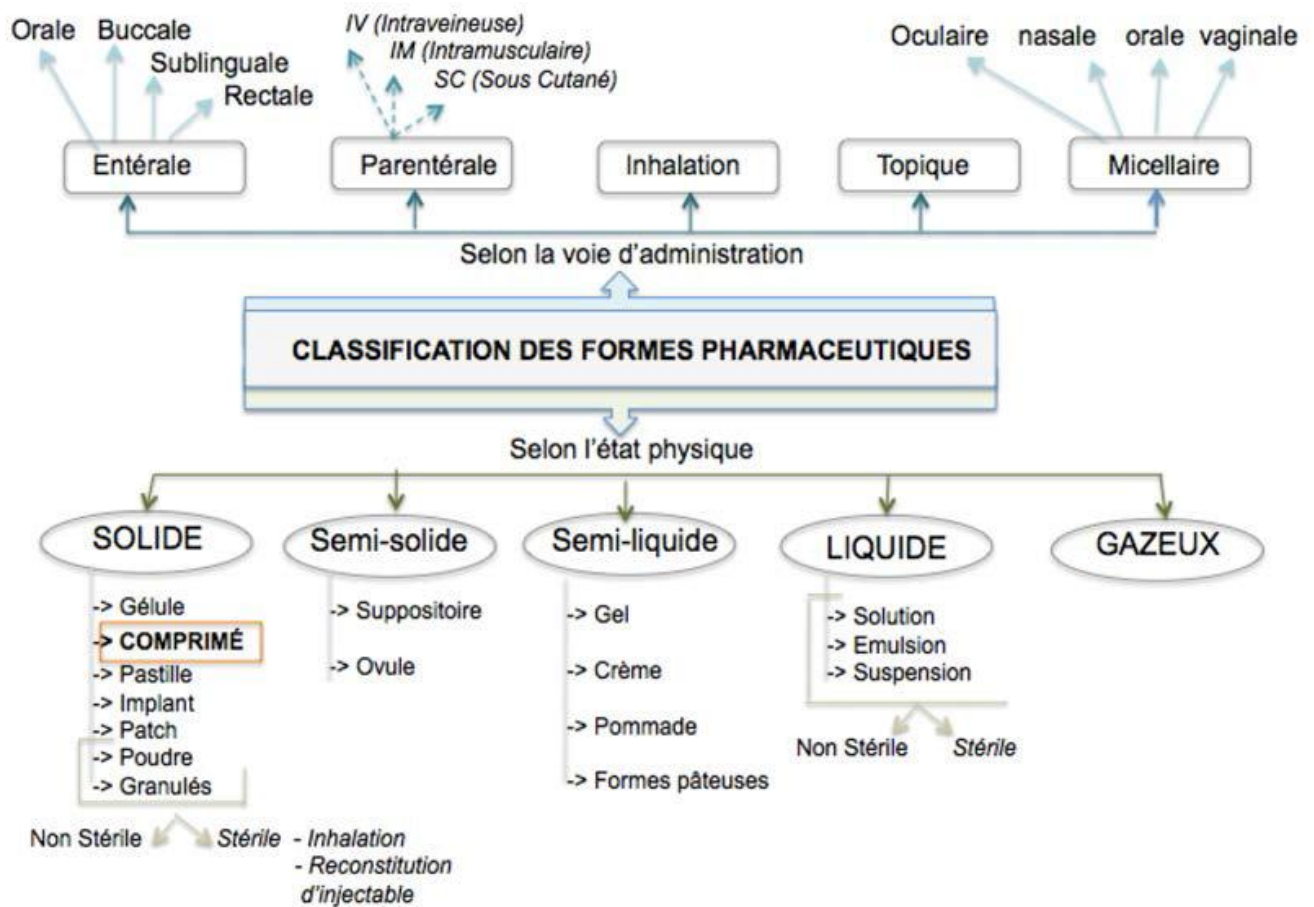 Orale
Buccale
Sublinguale
Rectale
IV (Intraveineuse)
IM (Intramusculaire)
SC (Sous Cutané)
Oculaire nasale orale vaginale
Entérale
Parentérale
Inhalation
Topique
Micellaire
Selon la voie d'administration
CLASSIFICATION DES FORMES PHARMACEUTIQUES
Selon l'état physique
SOLIDE
-> Gélule
-> COMPRIMÉ
-> Pastille
-> Implant
-> Patch
-> Poudre
-> Granulés
Non Stérile
Stérile - Inhalation
- Reconstitution
d'injectable
Semi-solide
-> Suppositoire
-> Ovule
Semi-liquide
-> Gel
-> Crème
-> Pommade
-> Formes pâteuses
LIQUIDE
-> Solution
-> Emulsion
-> Suspension
Non Stérile
Stérile
GAZEUX